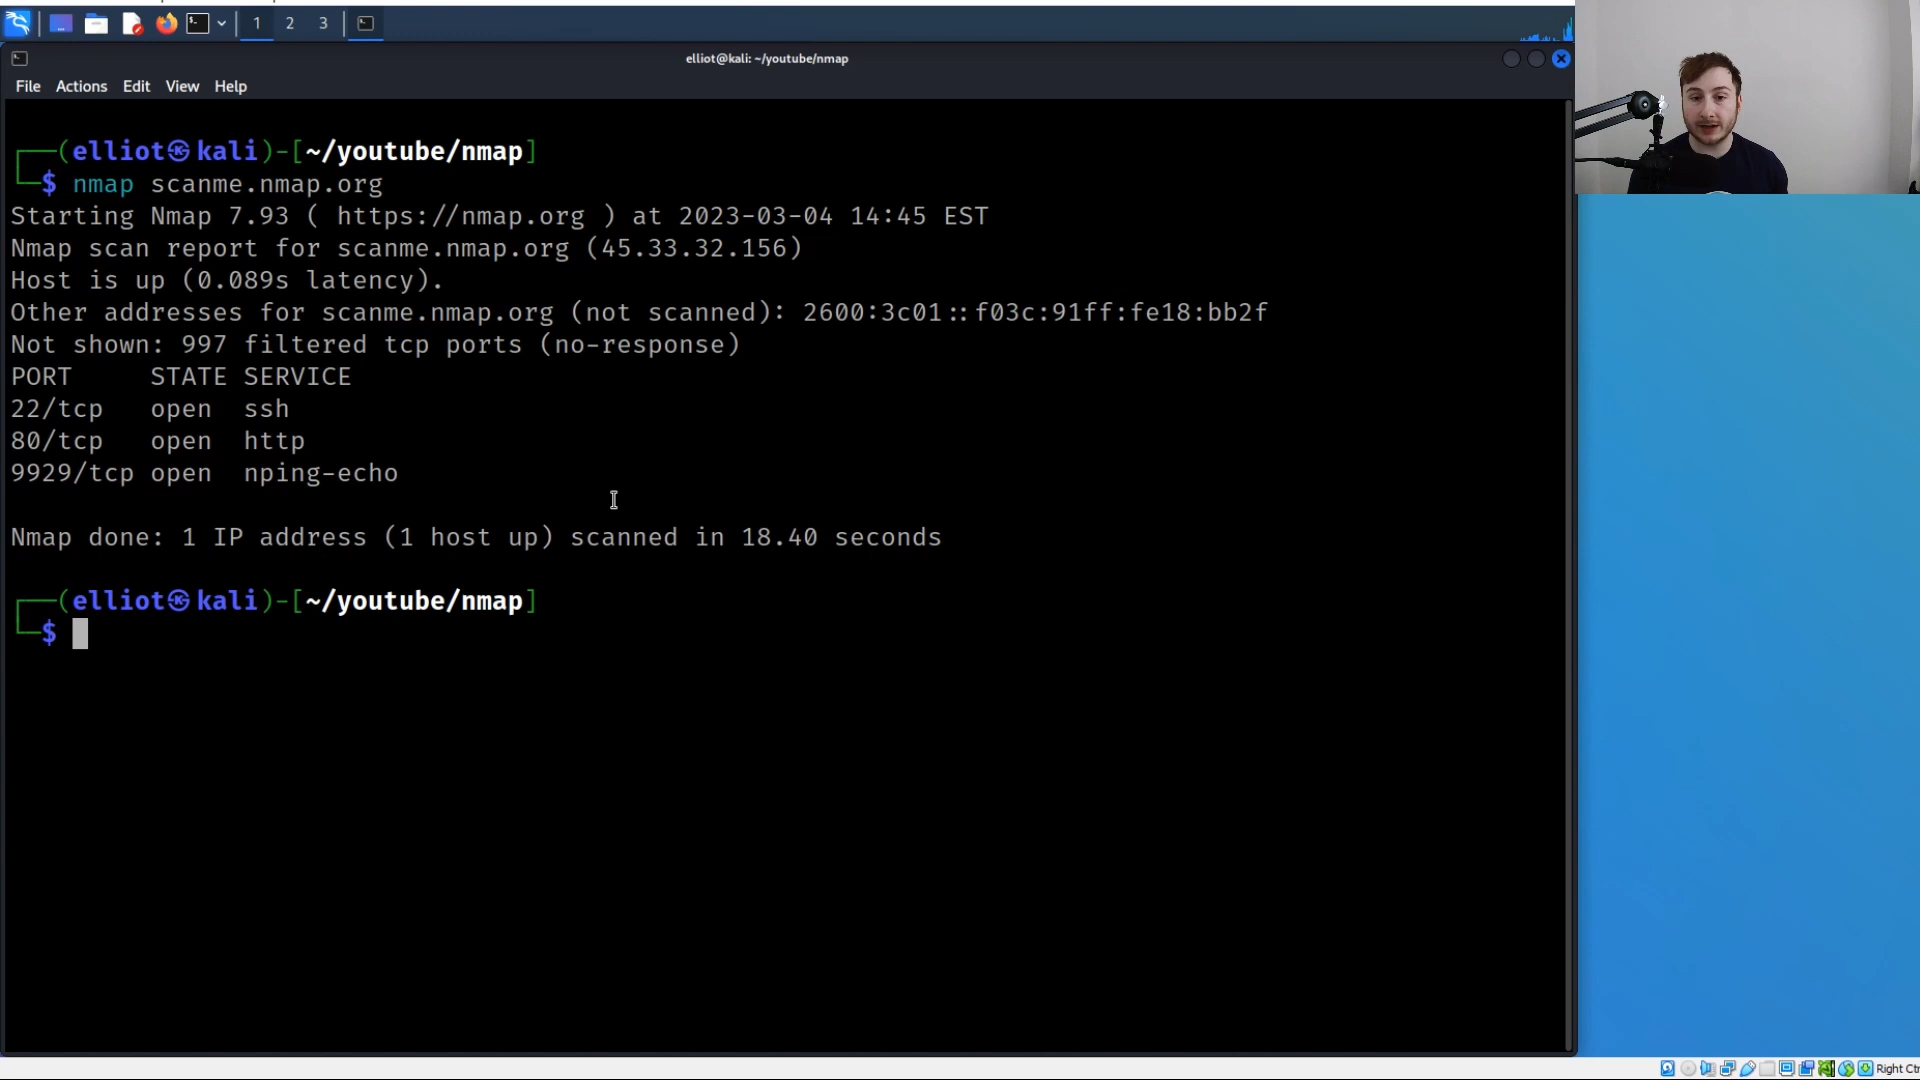 1 2 3
elliot@kali: ~/youtube/nmap
File Actions Edit View Help
┌──(elliot㉿kali)-[~/youtube/nmap]
└─$ nmap scanme.nmap.org
Starting Nmap 7.93 ( https://nmap.org ) at 2023-03-04 14:45 EST
Nmap scan report for scanme.nmap.org (45.33.32.156)
Host is up (0.089s latency).
Other addresses for scanme.nmap.org (not scanned): 2600:3c01::f03c:91ff:fe18:bb2f
Not shown: 997 filtered tcp ports (no-response)
PORT     STATE SERVICE
22/tcp   open  ssh
80/tcp   open  http
9929/tcp open  nping-echo
Nmap done: 1 IP address (1 host up) scanned in 18.40 seconds
┌──(elliot㉿kali)-[~/youtube/nmap]
└─$
Right Ctr